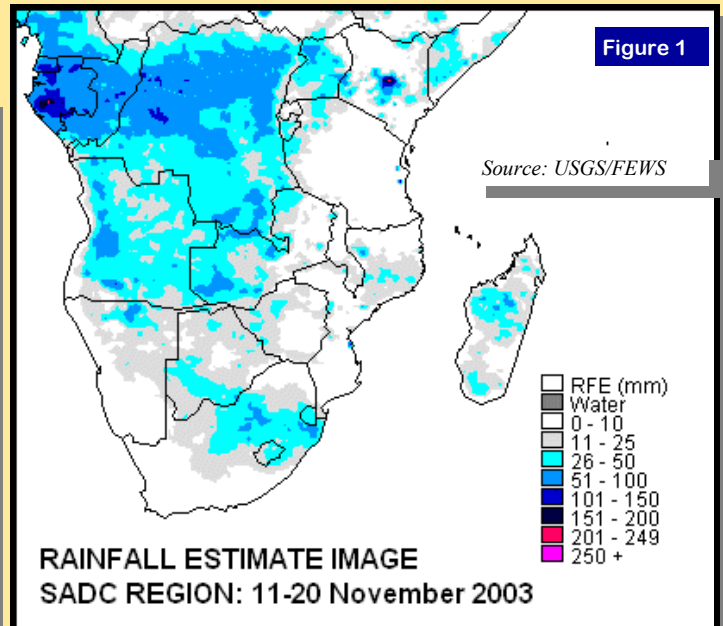 Figure 1
Source: USGS/FEWS
RFE (mm)
Water
0 - 10
11 - 25
26 - 50
51 - 100
101 - 150
151 - 200
201 - 249
250 +
RAINFALL ESTIMATE IMAGE
SADC REGION: 11-20 November 2003